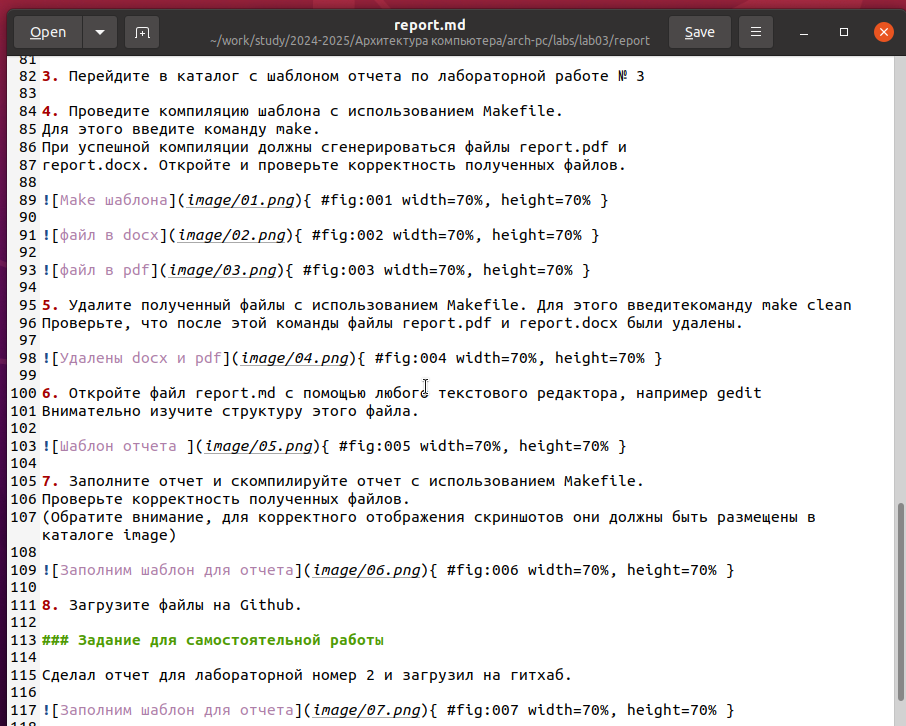 Open
report.md
~/work/study/2024-2025/Архитектура компьютера/arch-pc/labs/lab03/report
Save
81
82 3. Перейдите в каталог с шаблоном отчета по лабораторной работе № 3
83
84 4. Проведите компиляцию шаблона с использованием Makefile.
85 Для этого введите команду make.
86 При успешной компиляции должны сгенерироваться файлы report.pdf и
87 report.docx. Откройте и проверьте корректность полученных файлов.
88
89 ![Make шаблона](image/01.png){ #fig:001 width=70%, height=70% }
90
91 ![файл в docx](image/02.png){ #fig:002 width=70%, height=70% }
92
93 ![файл в pdf](image/03.png){ #fig:003 width=70%, height=70% }
94
95 5. Удалите полученный файлы с использованием Makefile. Для этого введитекоманду make clean
96 Проверьте, что после этой команды файлы report.pdf и report.docx были удалены.
97
98 ![Удалены docx и pdf](image/04.png){ #fig:004 width=70%, height=70% }
99
100 6. Откройте файл report.md с помощью любого текстового редактора, например gedit
101 Внимательно изучите структуру этого файла.
102
103 ![Шаблон отчета ](image/05.png){ #fig:005 width=70%, height=70% }
104
105 7. Заполните отчет и скомпилируйте отчет с использованием Makefile.
106 Проверьте корректность полученных файлов.
107 (Обратите внимание, для корректного отображения скриншотов они должны быть размещены в
каталоге image)
108
109 ![Заполним шаблон для отчета](image/06.png){ #fig:006 width=70%, height=70% }
110
111 8. Загрузите файлы на Github.
112
113 ### Задание для самостоятельной работы
114
115 Сделал отчет для лабораторной номер 2 и загрузил на гитхаб.
116
117 ![Заполним шаблон для отчета](image/07.png){ #fig:007 width=70%, height=70% }
118